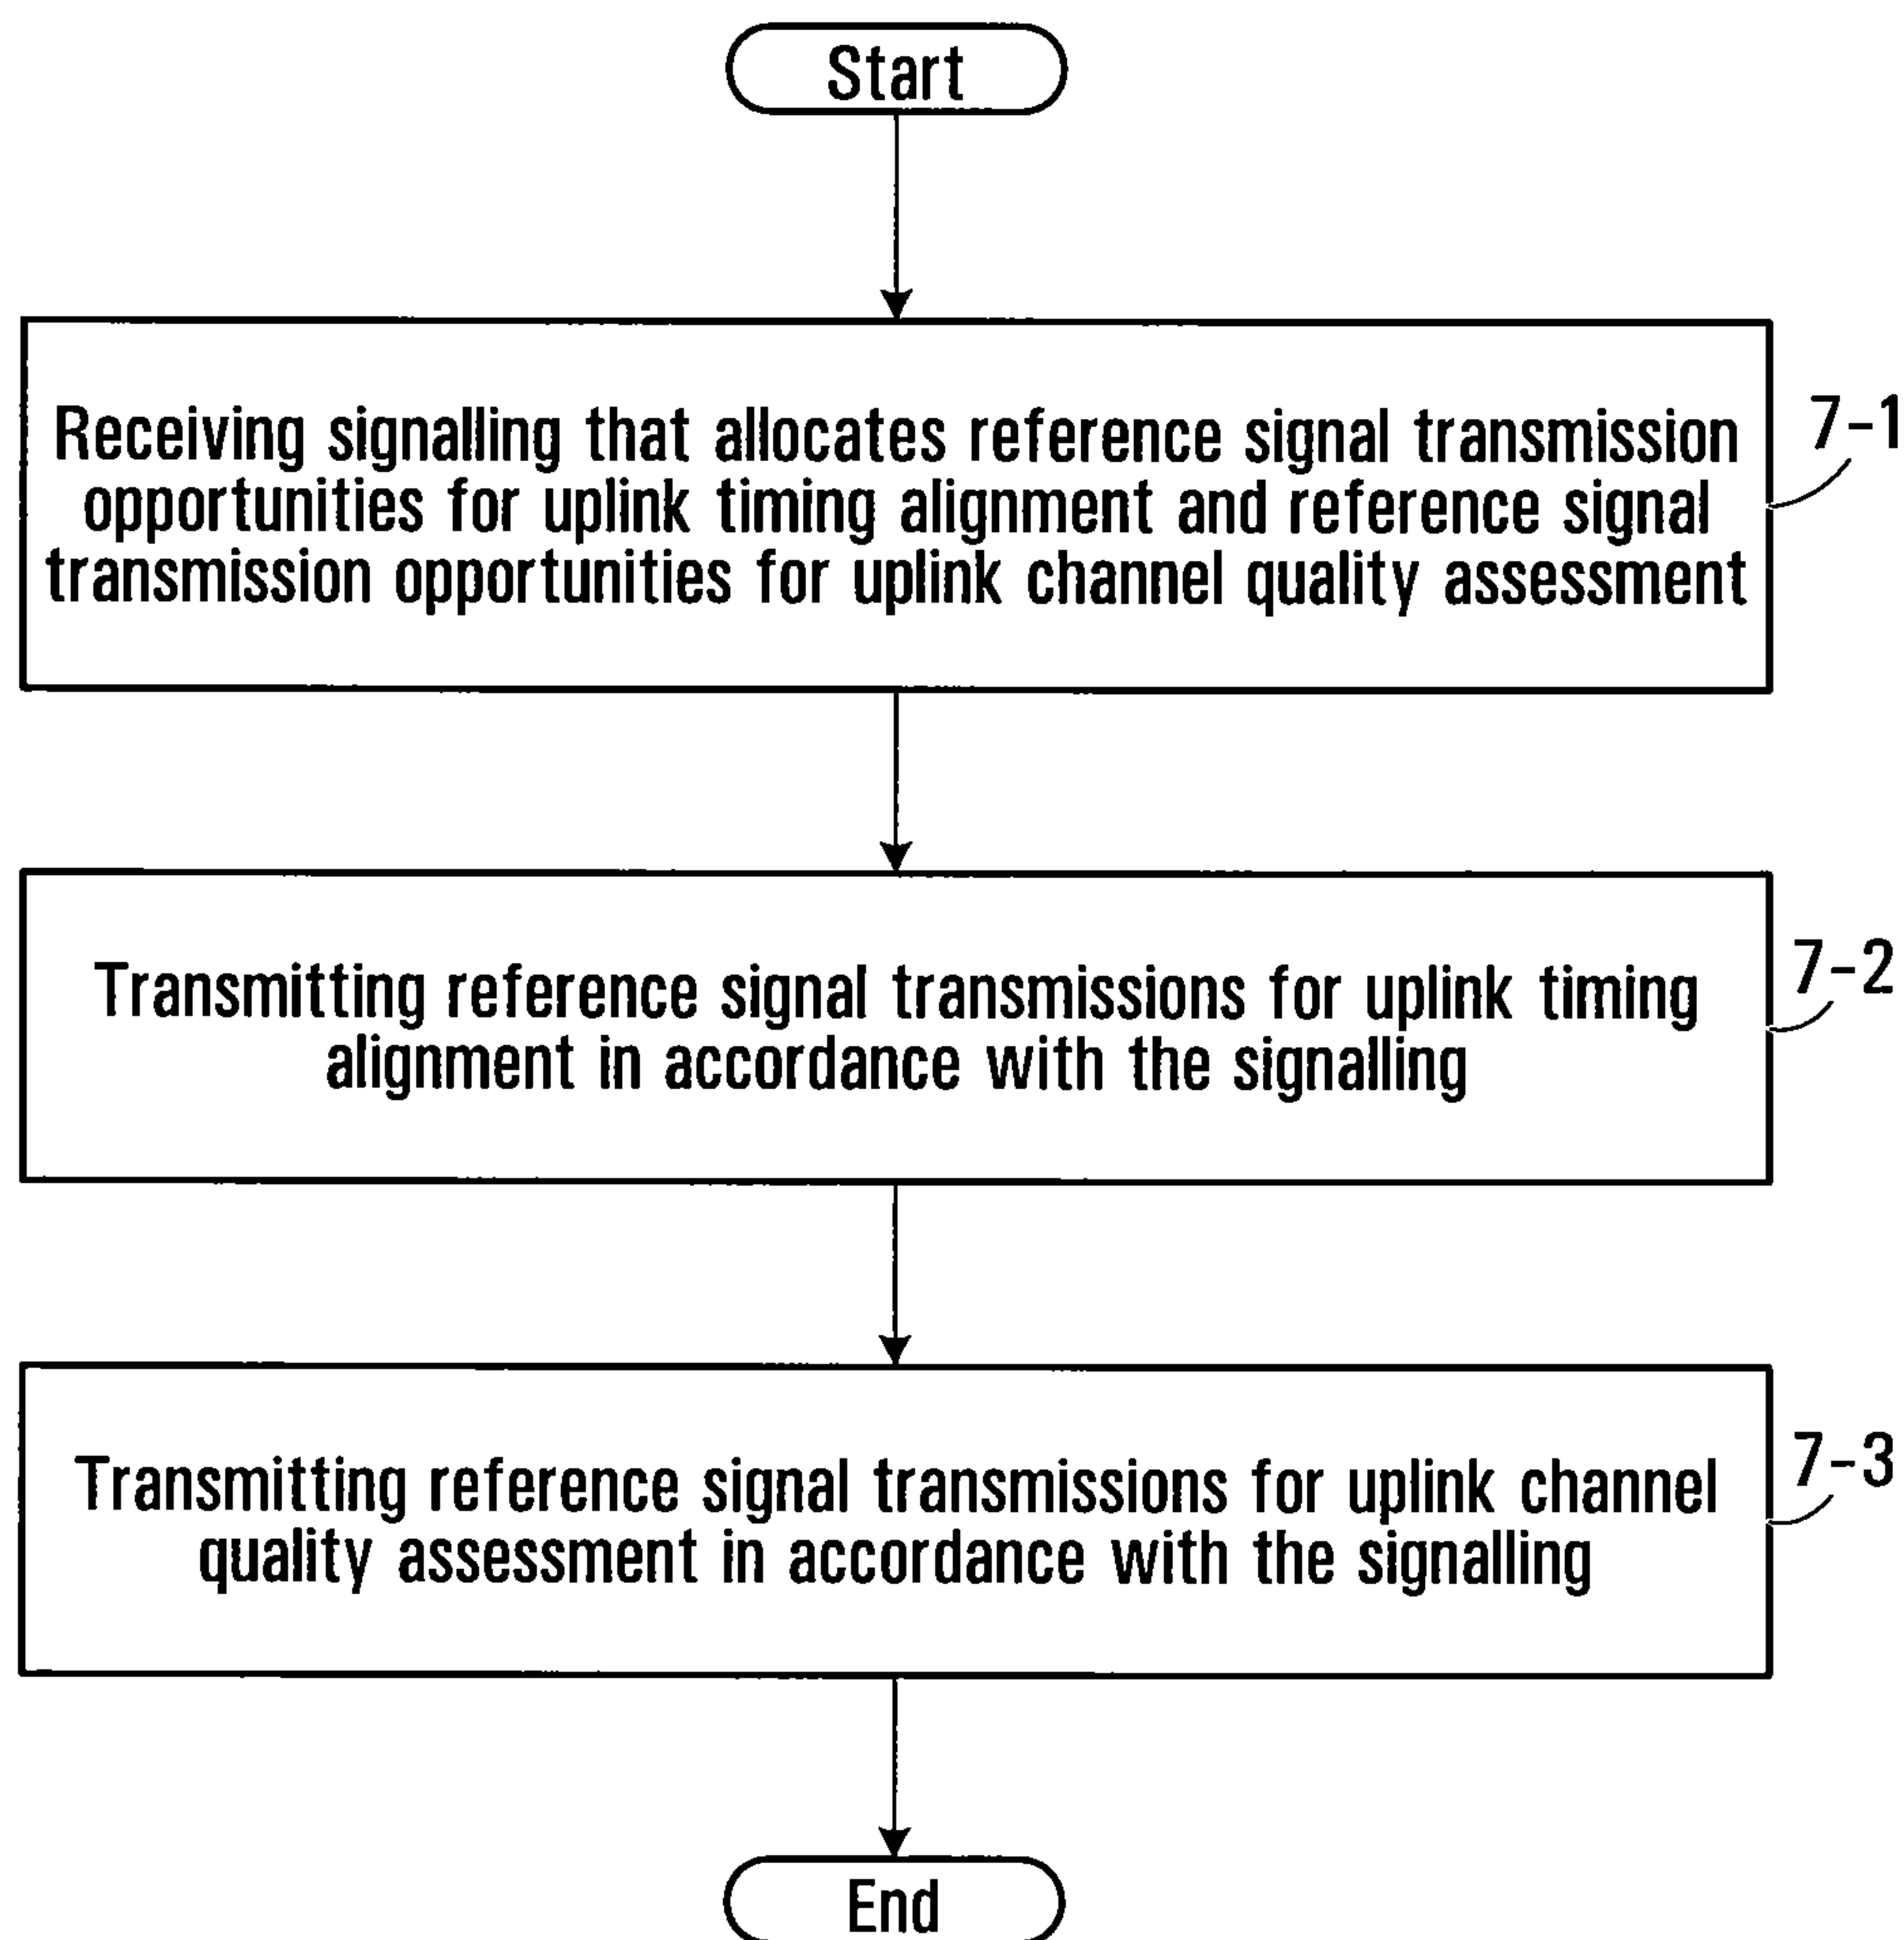 Start
Receiving signalling that allocates reference signal transmission
opportunities for uplink timing alignment and reference signal
transmission opportunities for uplink channel quality assessment
7-1
Transmitting reference signal transmissions for uplink timing
alignment in accordance with the signalling
7-2
Transmitting reference signal transmissions for uplink channel
quality assessment in accordance with the signalling
7-3
End